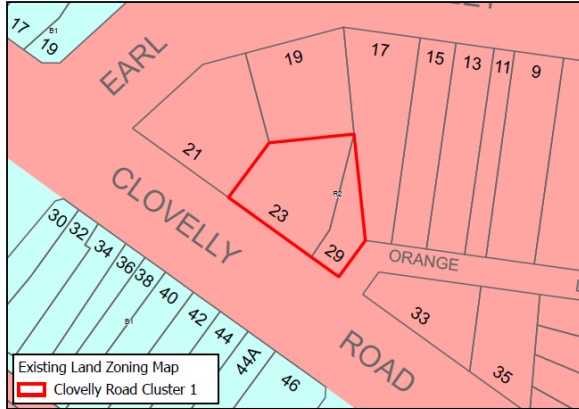 17
19
B1
EARL
19
17
15
13
11
9
21
CLOVELLY
23
R2
29
ORANGE
30
32
34
36
38
40
42
44
44A
46
B1
33
35
ROAD
Existing Land Zoning Map
Clovelly Road Cluster 1